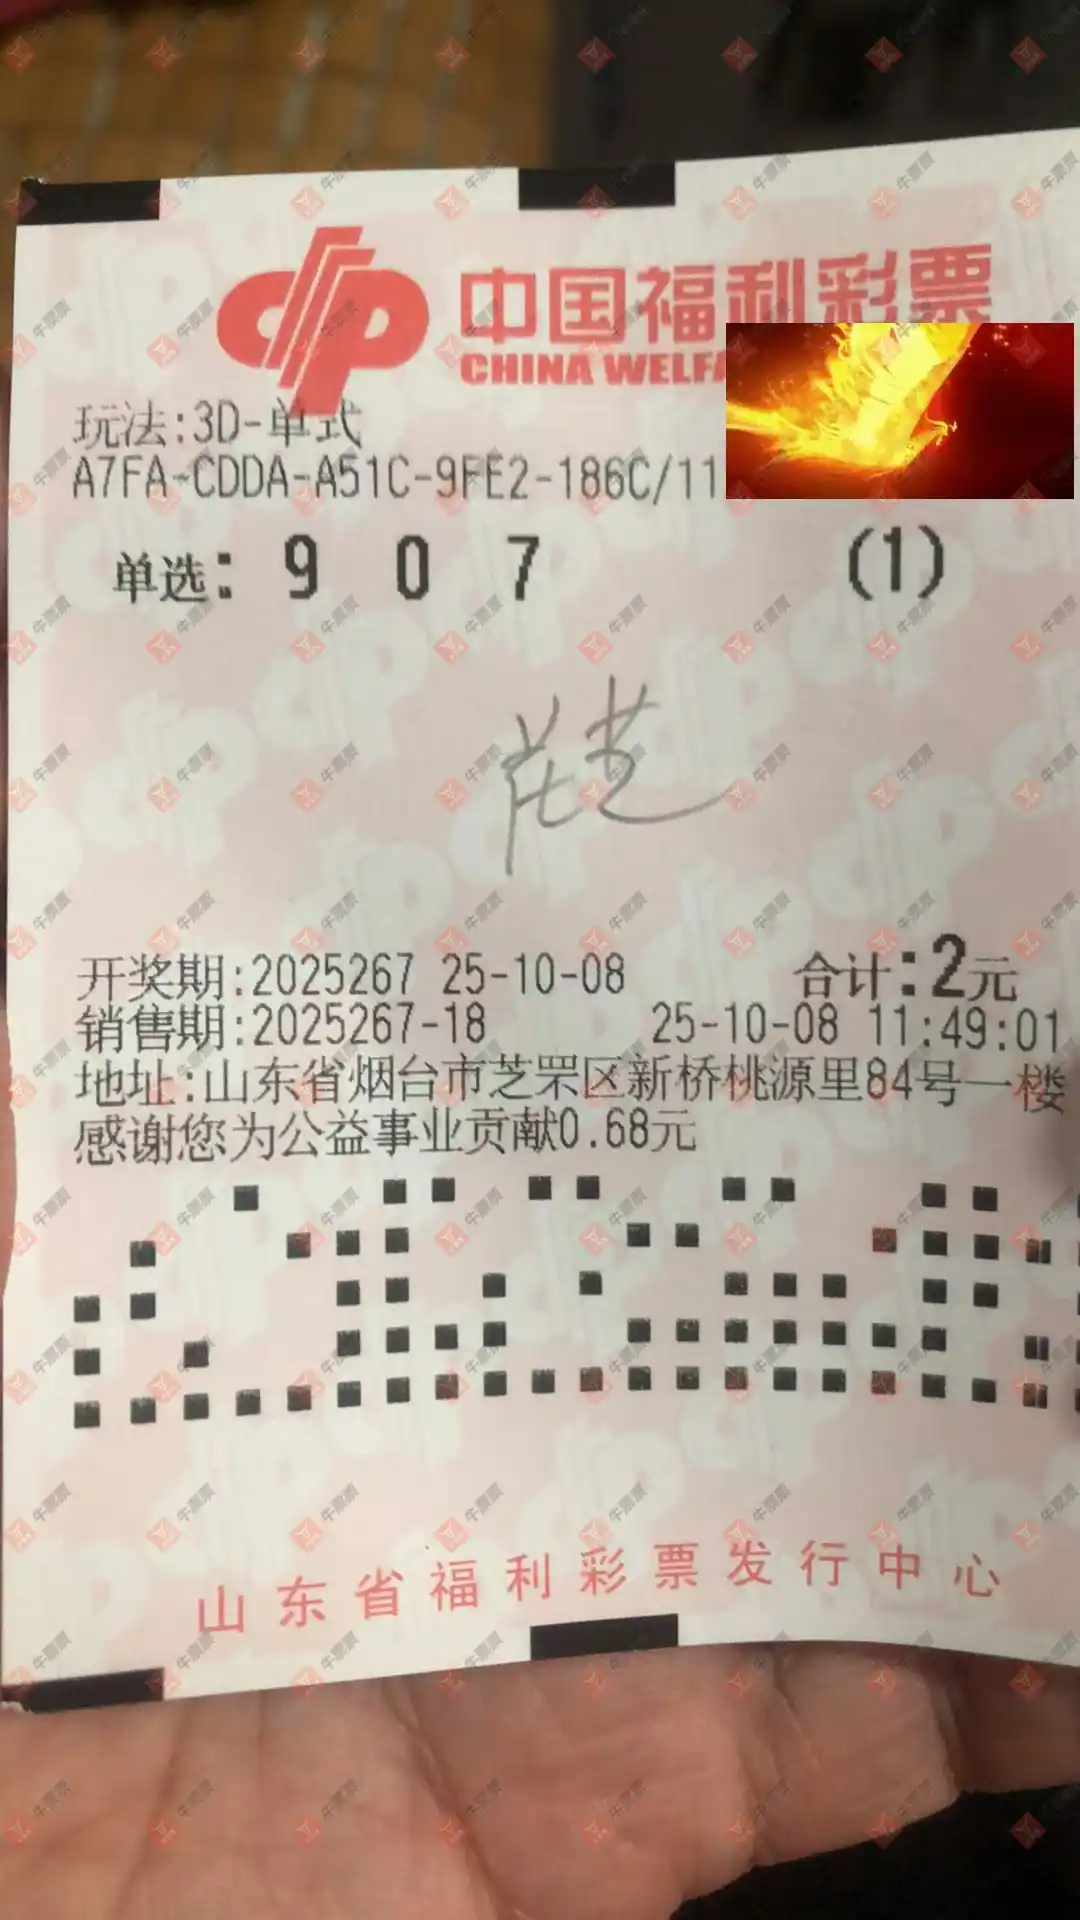 中国福利彩票
CHINA WELFA
玩法:3D-单式
A7FA-CDDA-A51C-9FE2-186C/11
单选: 9 0 7 (1)
开奖期:2025267 25-10-08 合计:2元
销售期:2025267-18 25-10-08 11:49:01
地址:山东省烟台市芝罘区新桥桃源里84号一楼
感谢您为公益事业贡献0.68元
山东省福利彩票发行中心